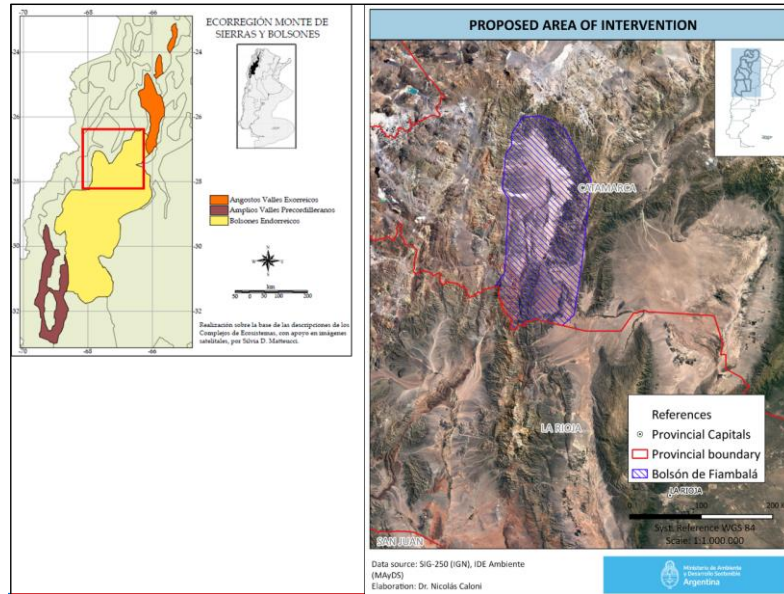 ECORREGIÓN MONTE DE
SIERRAS Y BOLSONES
-70
-68
-66
-24
-26
-28
-30
-32
Angostos Valles Exorreicos
Amplios Valles Precordilleranos
Bolsones Endorreicos
km
50 0 50 100 200
Realización sobre la base de las descripciones de los
Complejos de Ecosistemas, con apoyo en imágenes
satelitales, por Silvia D. Matteucci.
-70
-66
PROPOSED AREA OF INTERVENTION
CATAMARCA
LA RIOJA
SAN JUAN
References
Provincial Capitals
Provincial boundary
Bolsón de Fiambalá
LA RIOJA
0
100
200
Syst. Reference WGS 84
Scale: 1:1.000.000
Data source: SIG-250 (IGN), IDE Ambiente
(MAyDS)
Elaboration: Dr. Nicolás Caloni
Ministerio de Ambiente
y Desarrollo Sostenible
Argentina